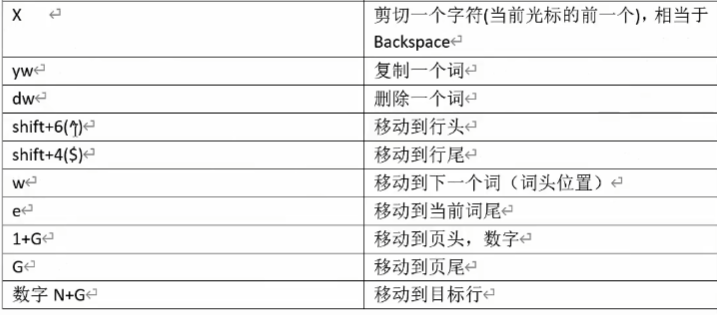 X 剪切一个字符(当前光标的前一个)，相当于
Backspace
yw 复制一个词
dw 删除一个词
shift+6(^) 移动到行头
shift+4($) 移动到行尾
w 移动到下一个词（词头位置）
e 移动到当前词尾
1+G 移动到页头，数字
G 移动到页尾
数字 N+G 移动到目标行